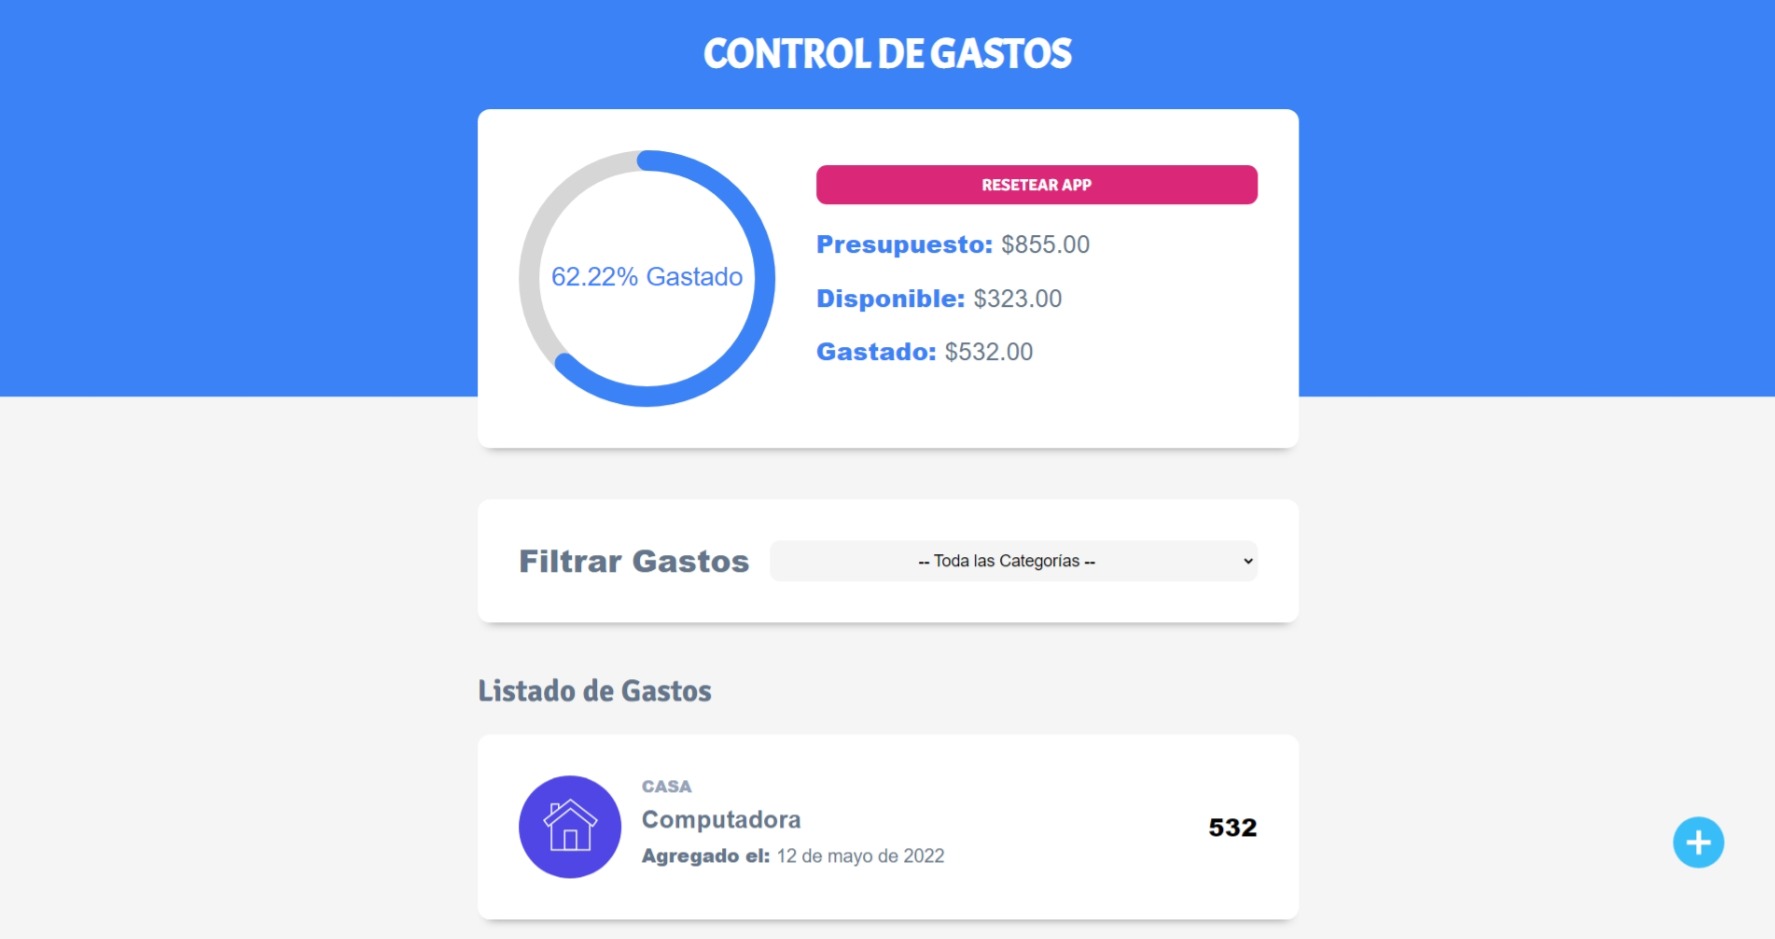 CONTROL DE GASTOS
RESETEAR APP
62.22% Gastado
Presupuesto: $855.00
Disponible: $323.00
Gastado: $532.00
Filtrar Gastos
-- Toda las Categorías --
Listado de Gastos
CASA
Computadora
Agregado el: 12 de mayo de 2022
532